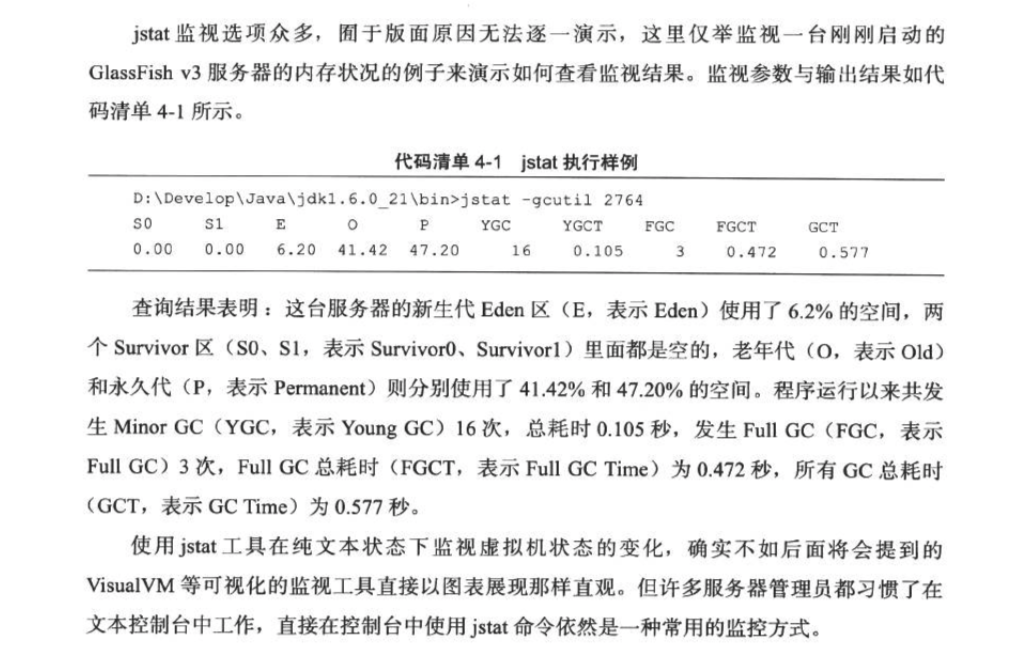 jstat 监视选项众多，囿于版面原因无法逐一演示，这里仅举监视一台刚刚启动的
GlassFish v3 服务器的内存状况的例子来演示如何查看监视结果。监视参数与输出结果如代
码清单 4-1 所示。
代码清单 4-1 jstat 执行样例
D:\Develop\Java\jdk1.6.0_21\bin>jstat -gcutil 2764
S0 S1 E O P YGC YGCT FGC FGCT GCT
0.00 0.00 6.20 41.42 47.20 16 0.105 3 0.472 0.577
查询结果表明：这台服务器的新生代 Eden 区（E，表示 Eden）使用了 6.2% 的空间，两
个 Survivor 区（S0、S1，表示 Survivor0、Survivor1）里面都是空的，老年代（O，表示 Old）
和永久代（P，表示 Permanent）则分别使用了 41.42% 和 47.20% 的空间。程序运行以来共发
生 Minor GC（YGC，表示 Young GC）16 次，总耗时 0.105 秒，发生 Full GC（FGC，表示
Full GC）3 次，Full GC 总耗时（FGCT，表示 Full GC Time）为 0.472 秒，所有 GC 总耗时
（GCT，表示 GC Time）为 0.577 秒。
使用 jstat 工具在纯文本状态下监视虚拟机状态的变化，确实不如后面将会提到的
VisualVM 等可视化的监视工具直接以图表展现那样直观。但许多服务器管理员都习惯了在
文本控制台中工作，直接在控制台中使用 jstat 命令依然是一种常用的监控方式。